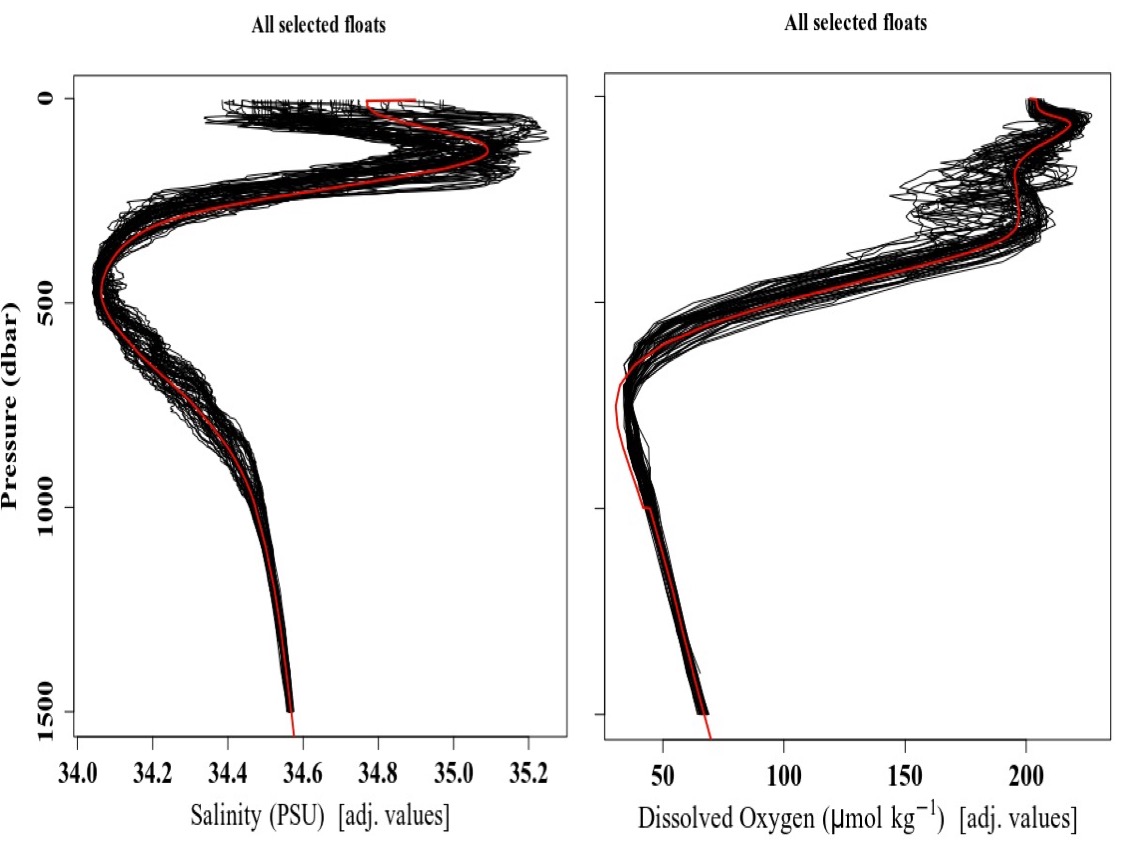 All selected floats
All selected floats
Pressure (dbar)
0
500
1000
1500
34.0 34.2 34.4 34.6 34.8 35.0 35.2
50 100 150 200
Salinity (PSU) [adj. values]
Dissolved Oxygen (μmol kg⁻¹) [adj. values]